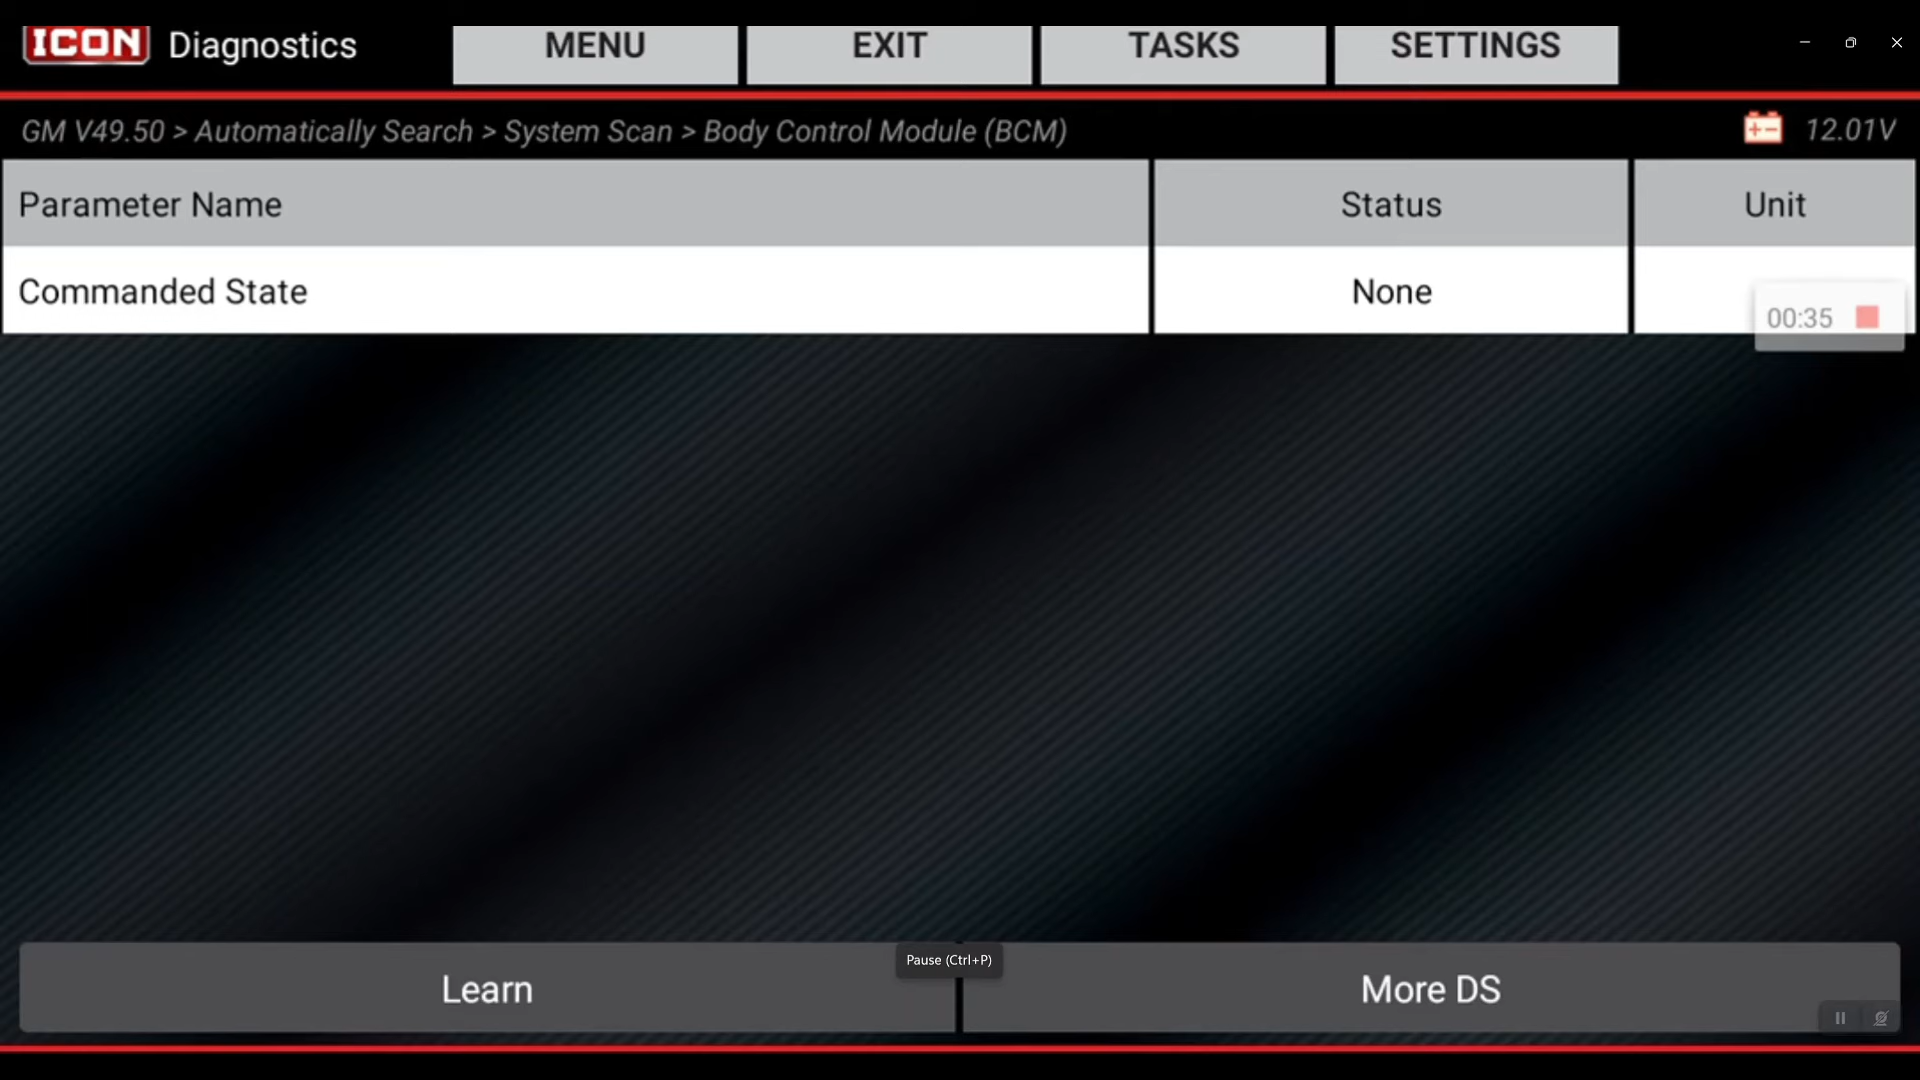 ICON Diagnostics MENU EXIT TASKS SETTINGS
GM V49.50 > Automatically Search > System Scan > Body Control Module (BCM) 12.01V
Parameter Name Status Unit
Commanded State None
00:35
Pause (Ctrl+P)
Learn More DS